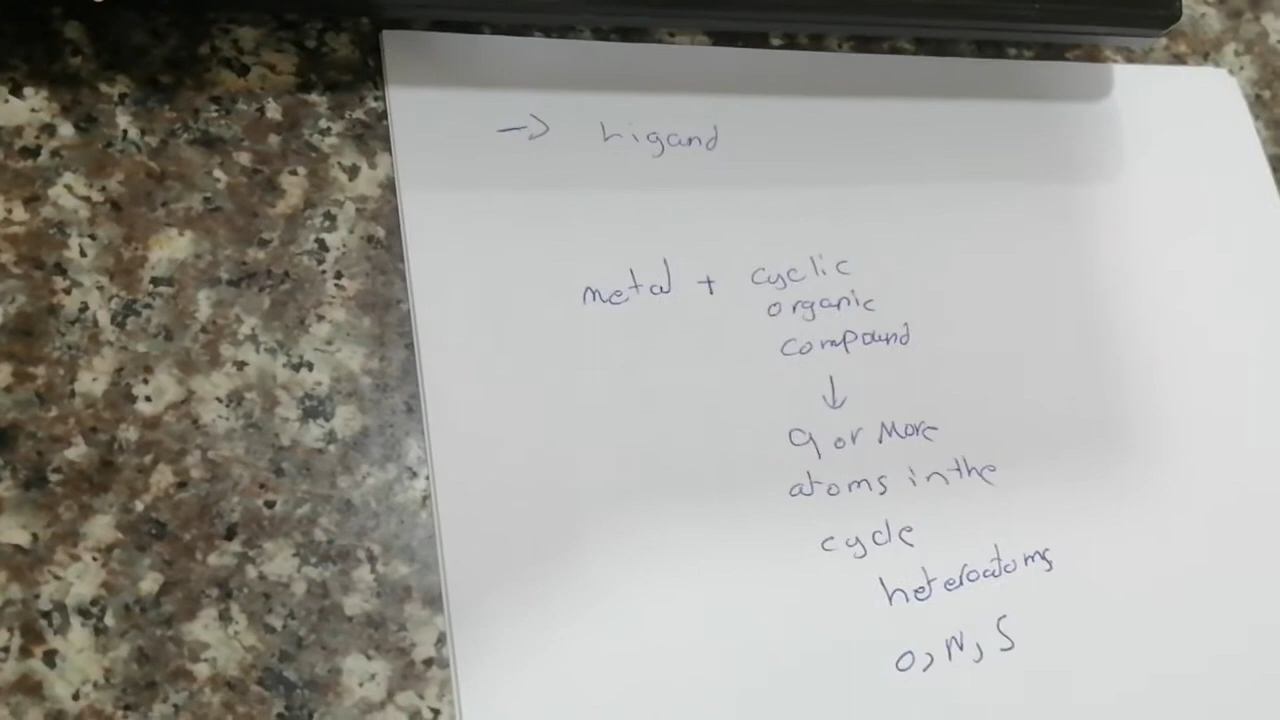 → Ligand
metal + cyclic
organic
compound
↓
9 or More
atoms in the
cycle
heteroatoms
O, N, S